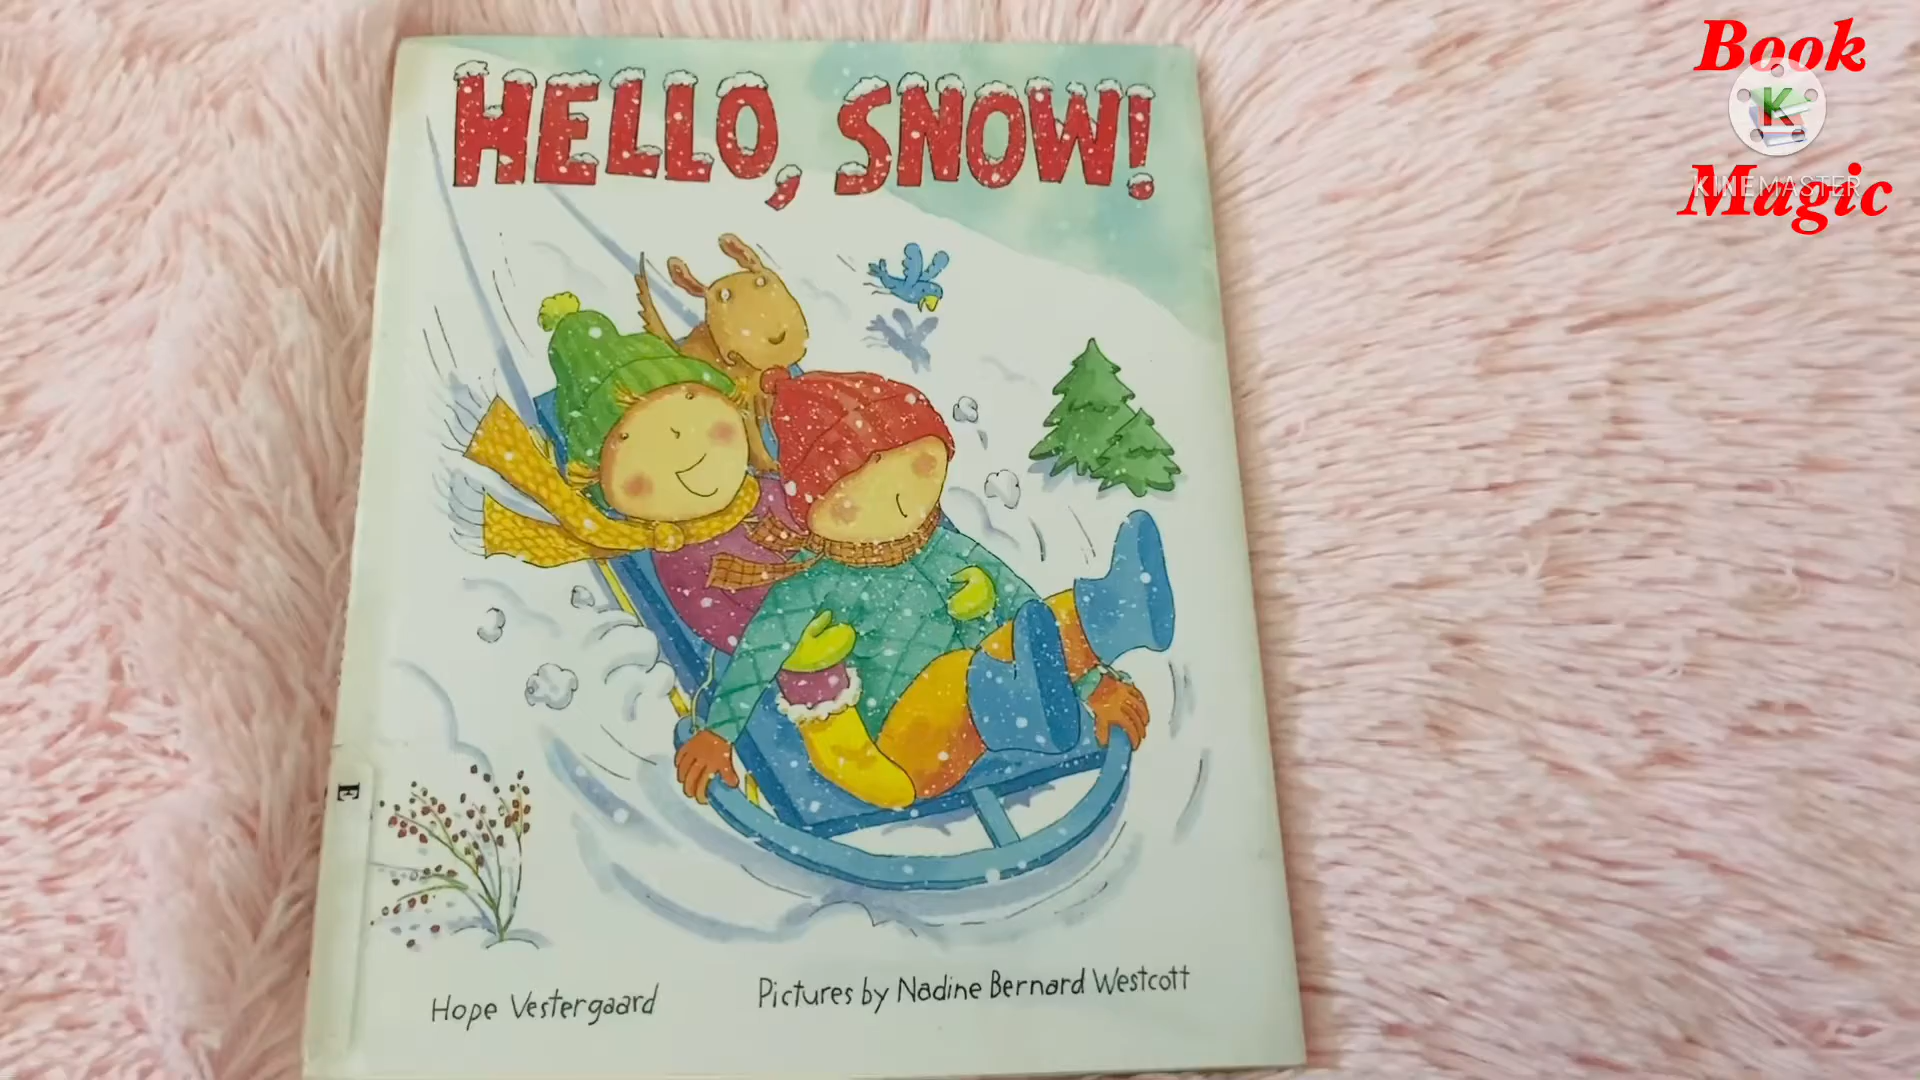 HELLO, SNOW!
Book
Magic
KINEMASTER
K
E
Hope Vestergaard
Pictures by Nadine Bernard Westcott